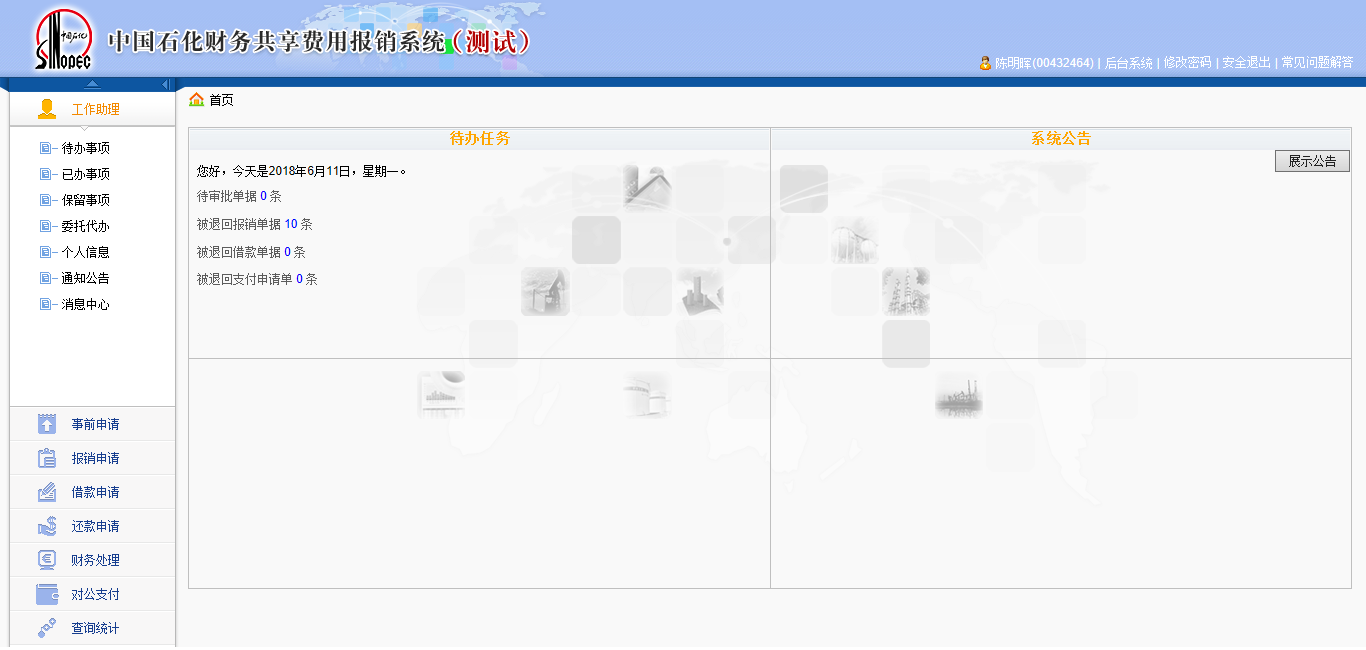 中国石化
SINOPEC
中国石化财务共享费用报销系统（测试）
陈明晖(00432464) | 后台系统 | 修改密码 | 安全退出 | 常见问题解答
工作助理
待办事项
已办事项
保留事项
委托代办
个人信息
通知公告
消息中心
事前申请
报销申请
借款申请
还款申请
财务处理
对公支付
查询统计
首页
待办任务
您好，今天是2018年6月11日，星期一。
待审批单据 0 条
被退回报销单据 10 条
被退回借款单据 0 条
被退回支付申请单 0 条
系统公告
展示公告